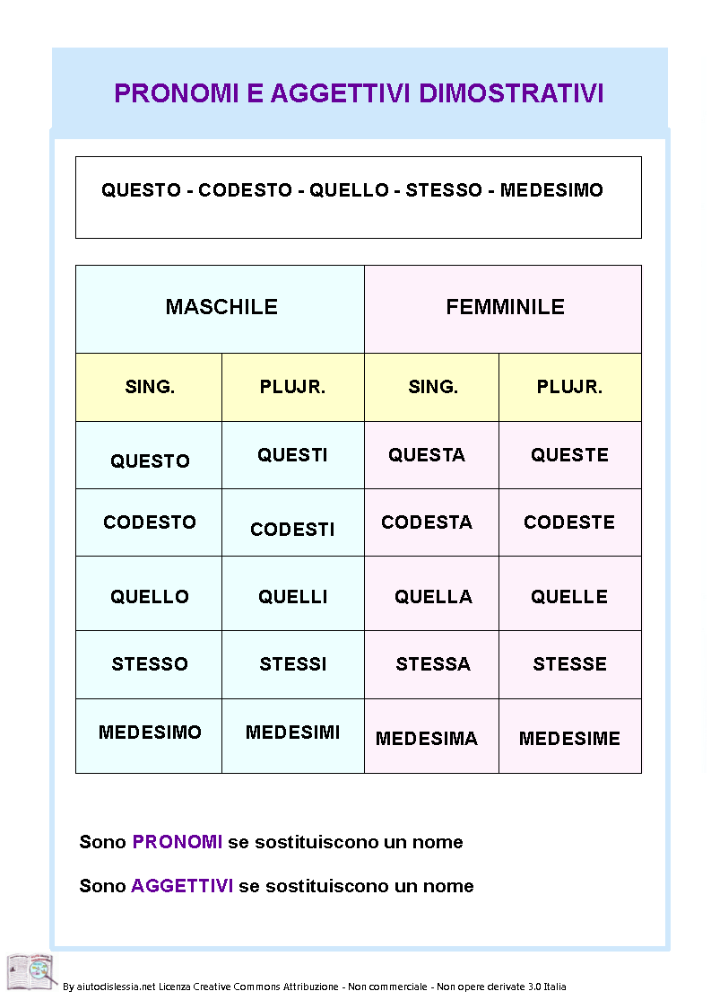 PRONOMI E AGGETTIVI DIMOSTRATIVI
QUESTO - CODESTO - QUELLO - STESSO - MEDESIMO
MASCHILE FEMMINILE
SING. PLUJR. SING. PLUJR.
QUESTO QUESTI QUESTA QUESTE
CODESTO CODESTI CODESTA CODESTE
QUELLO QUELLI QUELLA QUELLE
STESSO STESSI STESSA STESSE
MEDESIMO MEDESIMI MEDESIMA MEDESIME
Sono PRONOMI se sostituiscono un nome
Sono AGGETTIVI se sostituiscono un nome
By aiutodislessia.net Licenza Creative Commons Attribuzione - Non commerciale - Non opere derivate 3.0 Italia